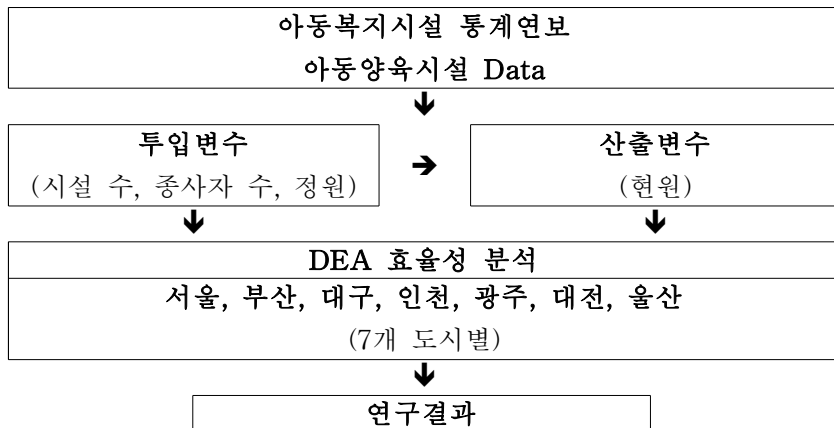 아동복지시설 통계연보
아동양육시설 Data
투입변수
(시설 수, 종사자 수, 정원)
산출변수
(현원)
DEA 효율성 분석
서울, 부산, 대구, 인천, 광주, 대전, 울산
(7개 도시별)
연구결과